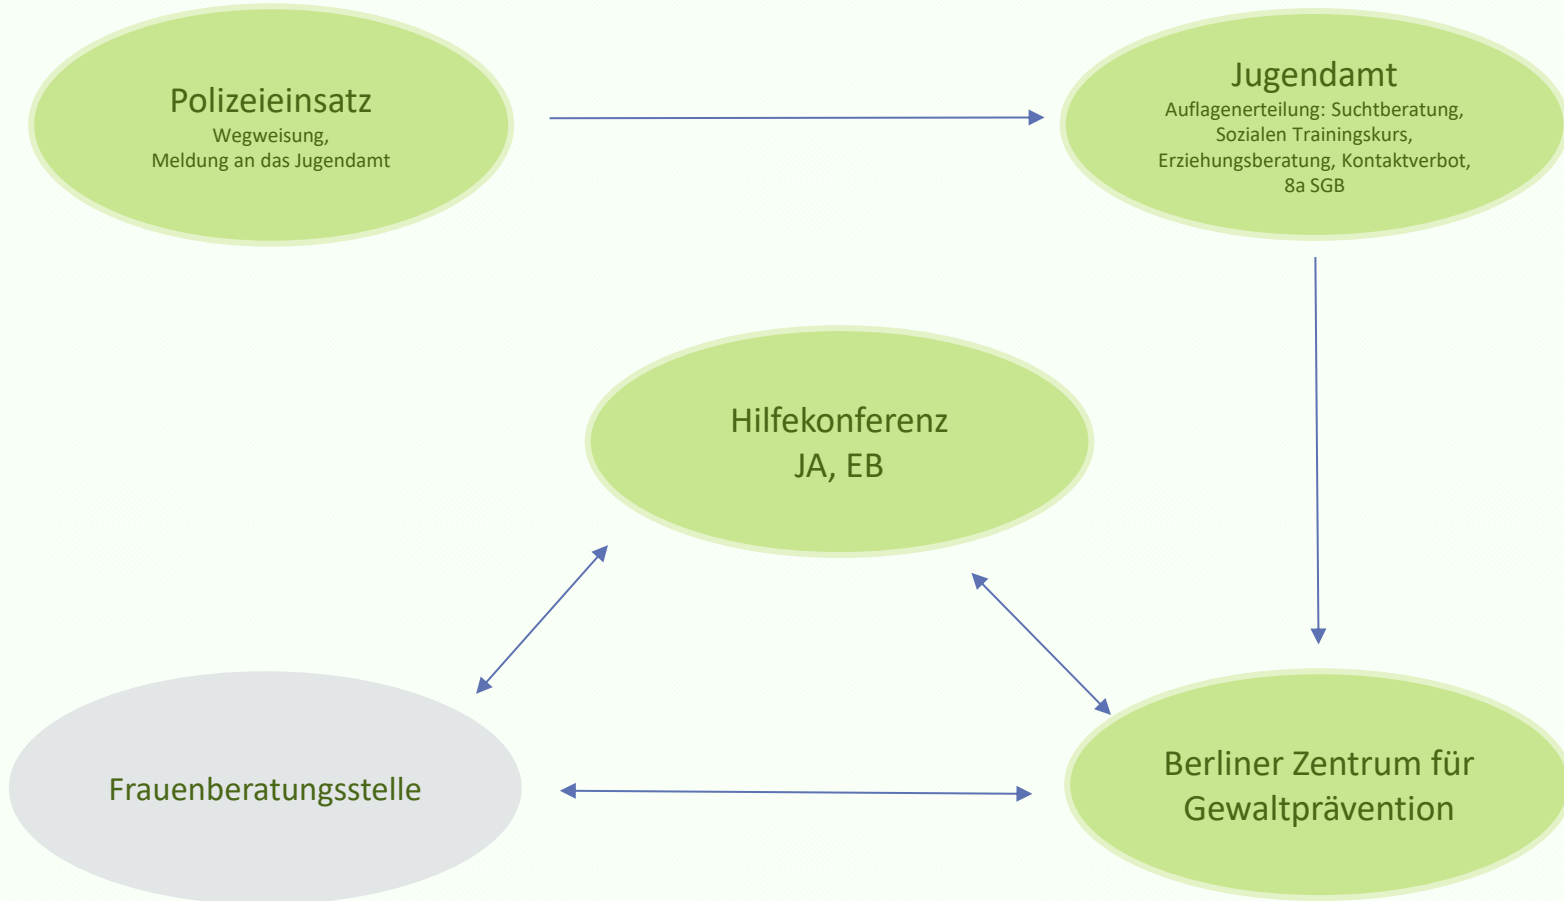 Polizeieinsatz
Wegweisung,
Meldung an das Jugendamt
Jugendamt
Auflagenerteilung: Suchtberatung,
Sozialen Trainingskurs,
Erziehungsberatung, Kontaktverbot,
8a SGB
Hilfekonferenz
JA, EB
Frauenberatungsstelle
Berliner Zentrum für
Gewaltprävention